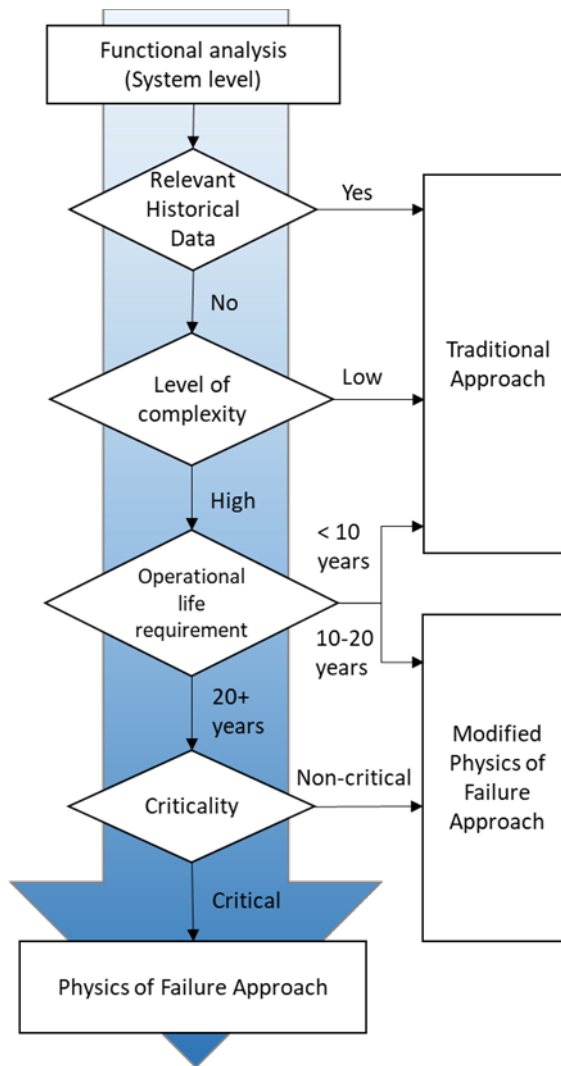 Functional analysis
(System level)
Relevant
Historical
Data
Yes
No
Traditional
Approach
Level of
complexity
Low
High
< 10
years
Operational
life
requirement
10-20
years
20+
years
Modified
Physics of
Failure
Approach
Non-critical
Criticality
Critical
Physics of Failure Approach